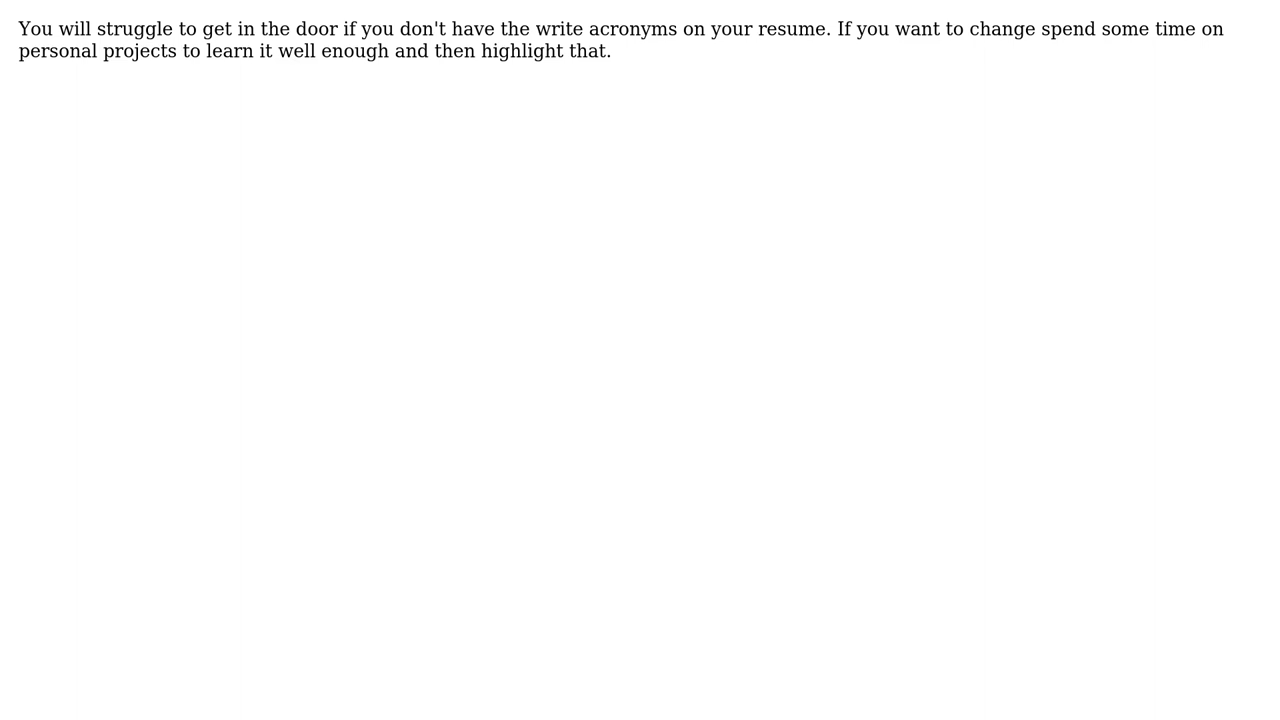 You will struggle to get in the door if you don't have the write acronyms on your resume. If you want to change spend some time on
personal projects to learn it well enough and then highlight that.